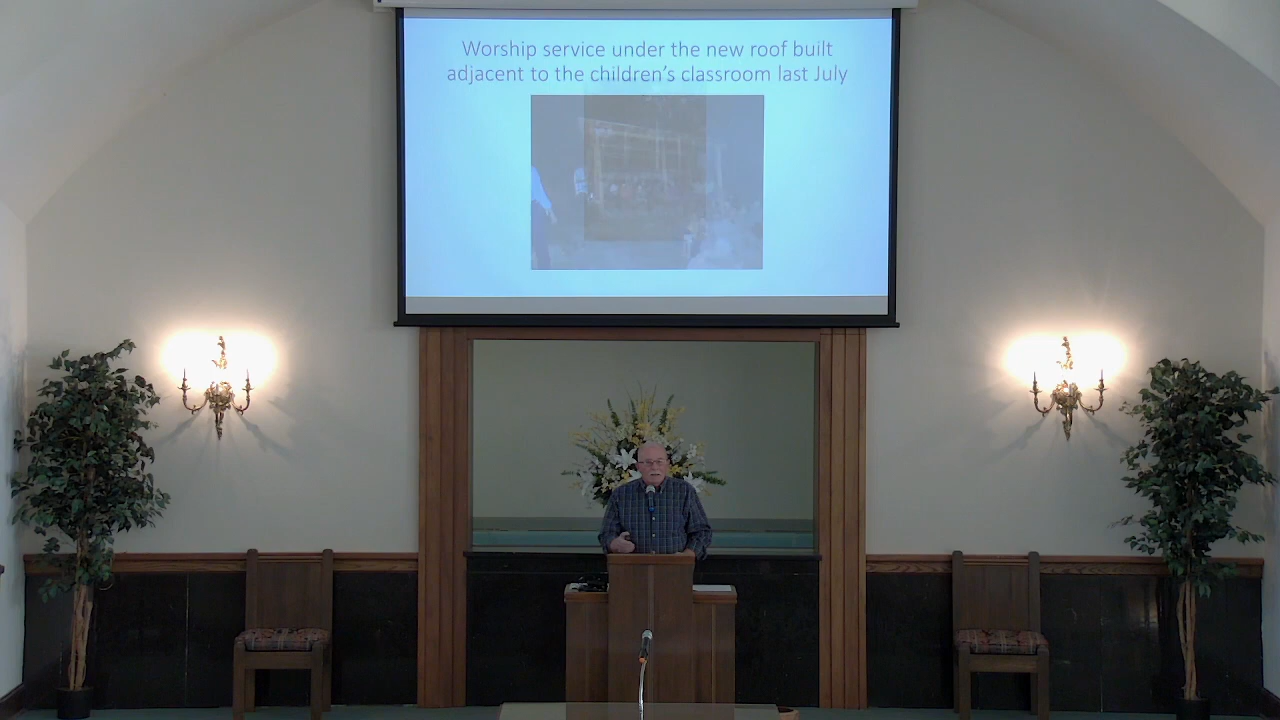 Worship service under the new roof built
adjacent to the children's classroom last July